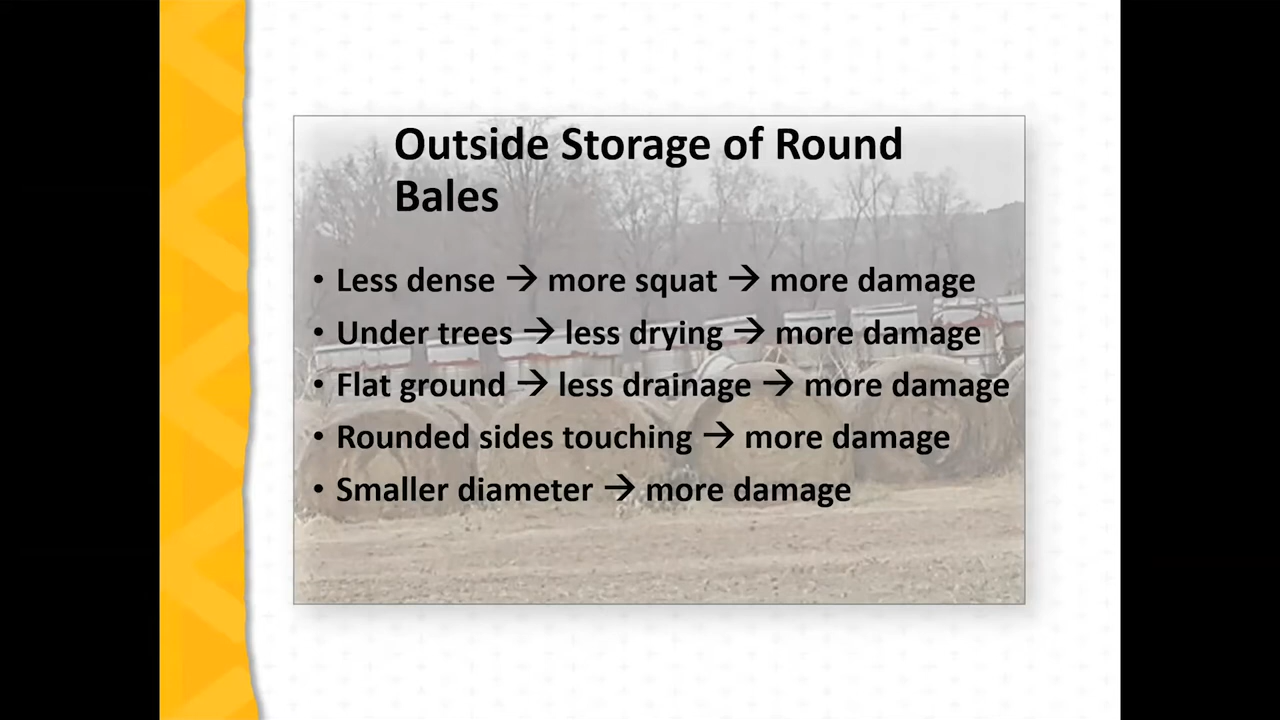 Outside Storage of Round
Bales
• Less dense → more squat → more damage
• Under trees → less drying → more damage
• Flat ground → less drainage → more damage
• Rounded sides touching → more damage
• Smaller diameter → more damage